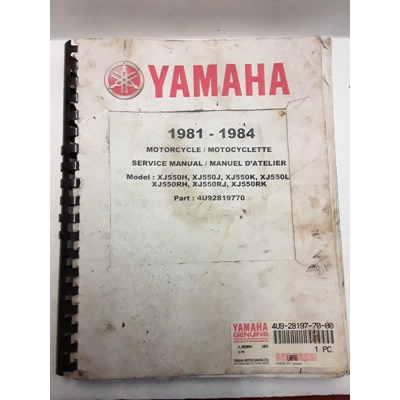 YAMAHA
1981 - 1984
MOTORCYCLE / MOTOCYCLETTE
SERVICE MANUAL / MANUEL D'ATELIER
Model : XJ550H, XJ550J, XJ550K, XJ550L
XJ550RH, XJ550RJ, XJ550RK
Part : 4U92819770
YAMAHA
GENUINE
4U9-28197-70-00
1 PC.